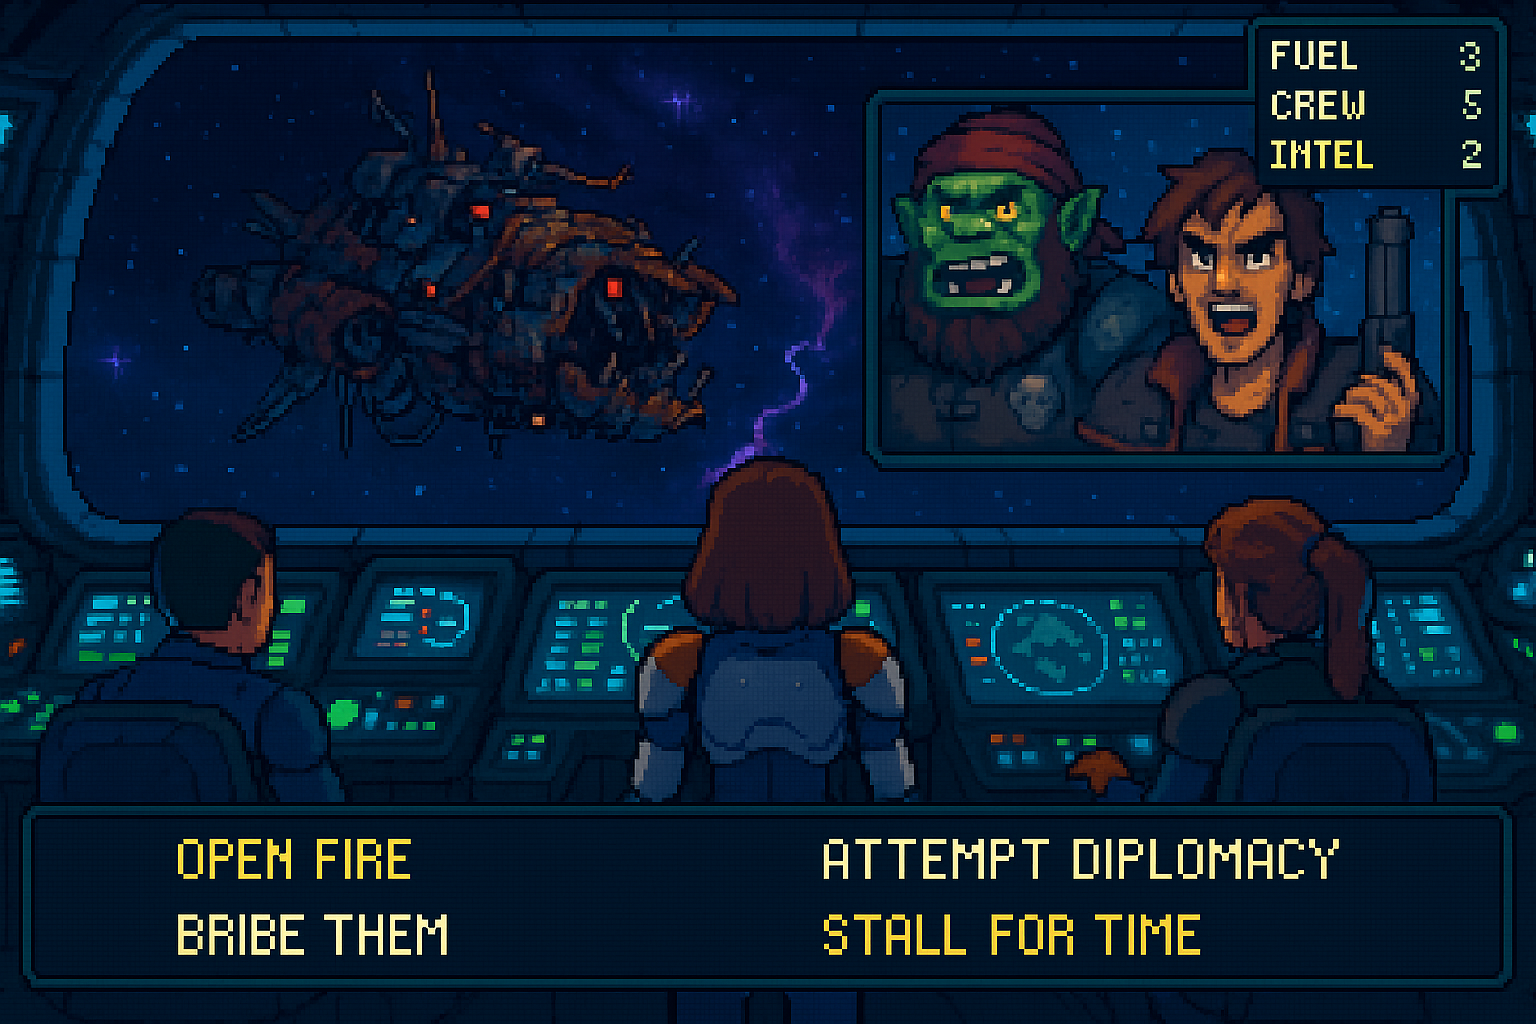 FUEL 3
CREW 5
INTEL 2
OPEN FIRE
ATTEMPT DIPLOMACY
BRIBE THEM
STALL FOR TIME